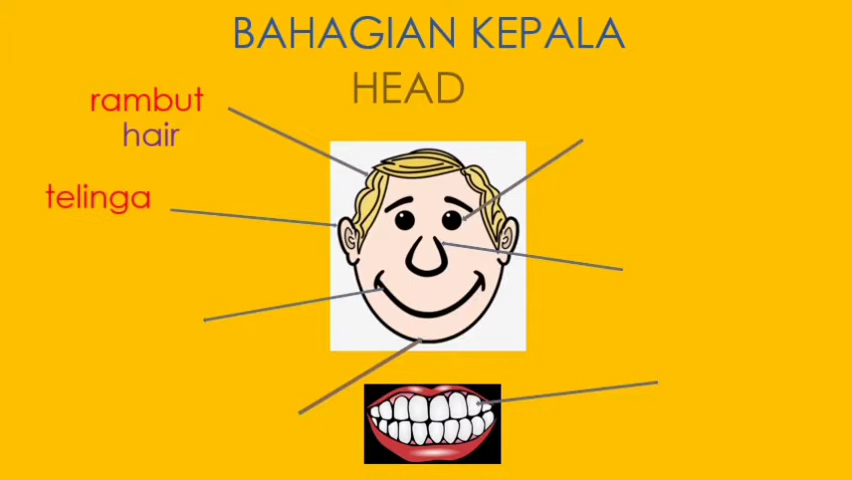 BAHAGIAN KEPALA
HEAD
rambut
hair
telinga